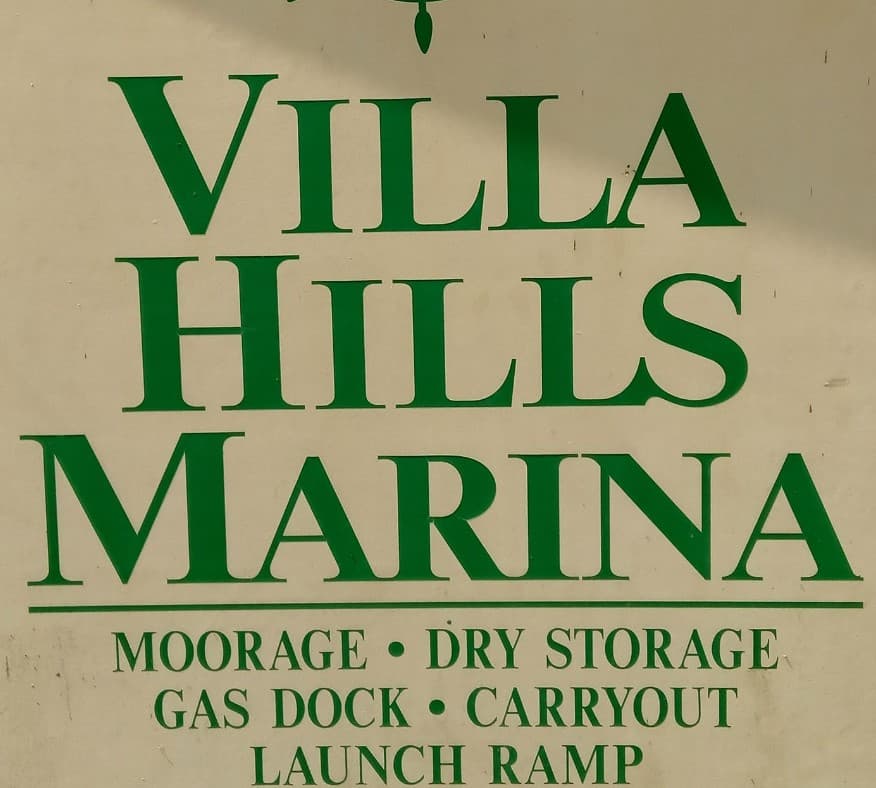 VILLA
HILLS
MARINA
MOORAGE • DRY STORAGE
GAS DOCK • CARRYOUT
LAUNCH RAMP